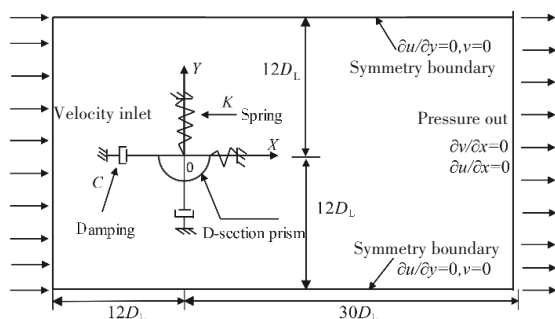 ∂u/∂y=0,v=0
Symmetry boundary
12D_L
Y
Velocity inlet
K
Spring
Pressure out
∂v/∂x=0
∂u/∂x=0
X
0
C
Damping
D-section prism
12D_L
Symmetry boundary
∂u/∂y=0,v=0
12D_L
30D_L